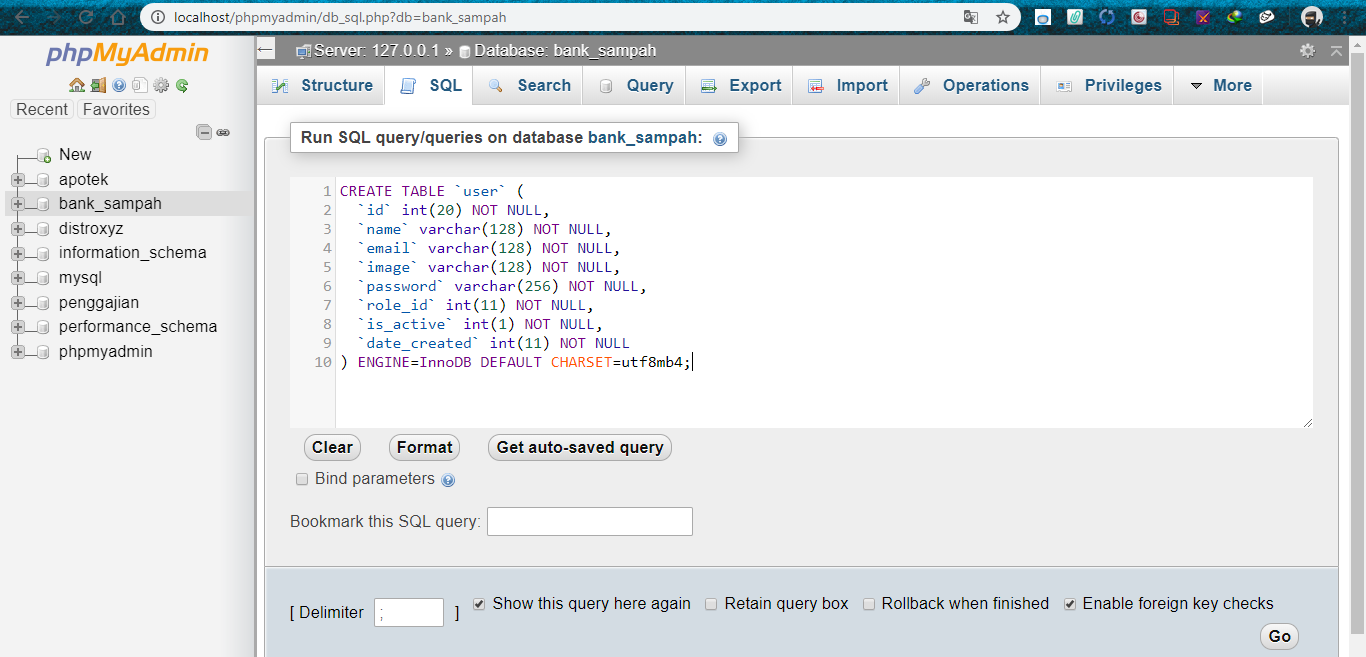 localhost/phpmyadmin/db_sql.php?db=bank_sampah
phpMyAdmin
Recent Favorites
New
apotek
bank_sampah
distroxyz
information_schema
mysql
penggajian
performance_schema
phpmyadmin
Server: 127.0.0.1 » Database: bank_sampah
Structure SQL Search Query Export Import Operations Privileges More
Run SQL query/queries on database bank_sampah:
1 CREATE TABLE `user` (
2 `id` int(20) NOT NULL,
3 `name` varchar(128) NOT NULL,
4 `email` varchar(128) NOT NULL,
5 `image` varchar(128) NOT NULL,
6 `password` varchar(256) NOT NULL,
7 `role_id` int(11) NOT NULL,
8 `is_active` int(1) NOT NULL,
9 `date_created` int(11) NOT NULL
10 ) ENGINE=InnoDB DEFAULT CHARSET=utf8mb4;
Clear Format Get auto-saved query
Bind parameters
Bookmark this SQL query:
[ Delimiter ; ] Show this query here again Retain query box Rollback when finished Enable foreign key checks
Go